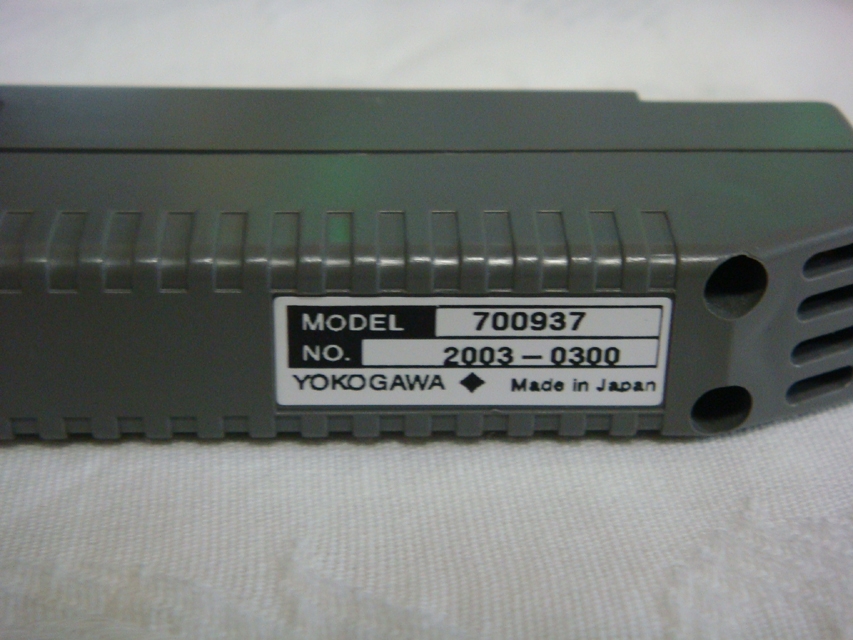 MODEL 700937
NO. 2003-0300
YOKOGAWA ◆ Made in Japan